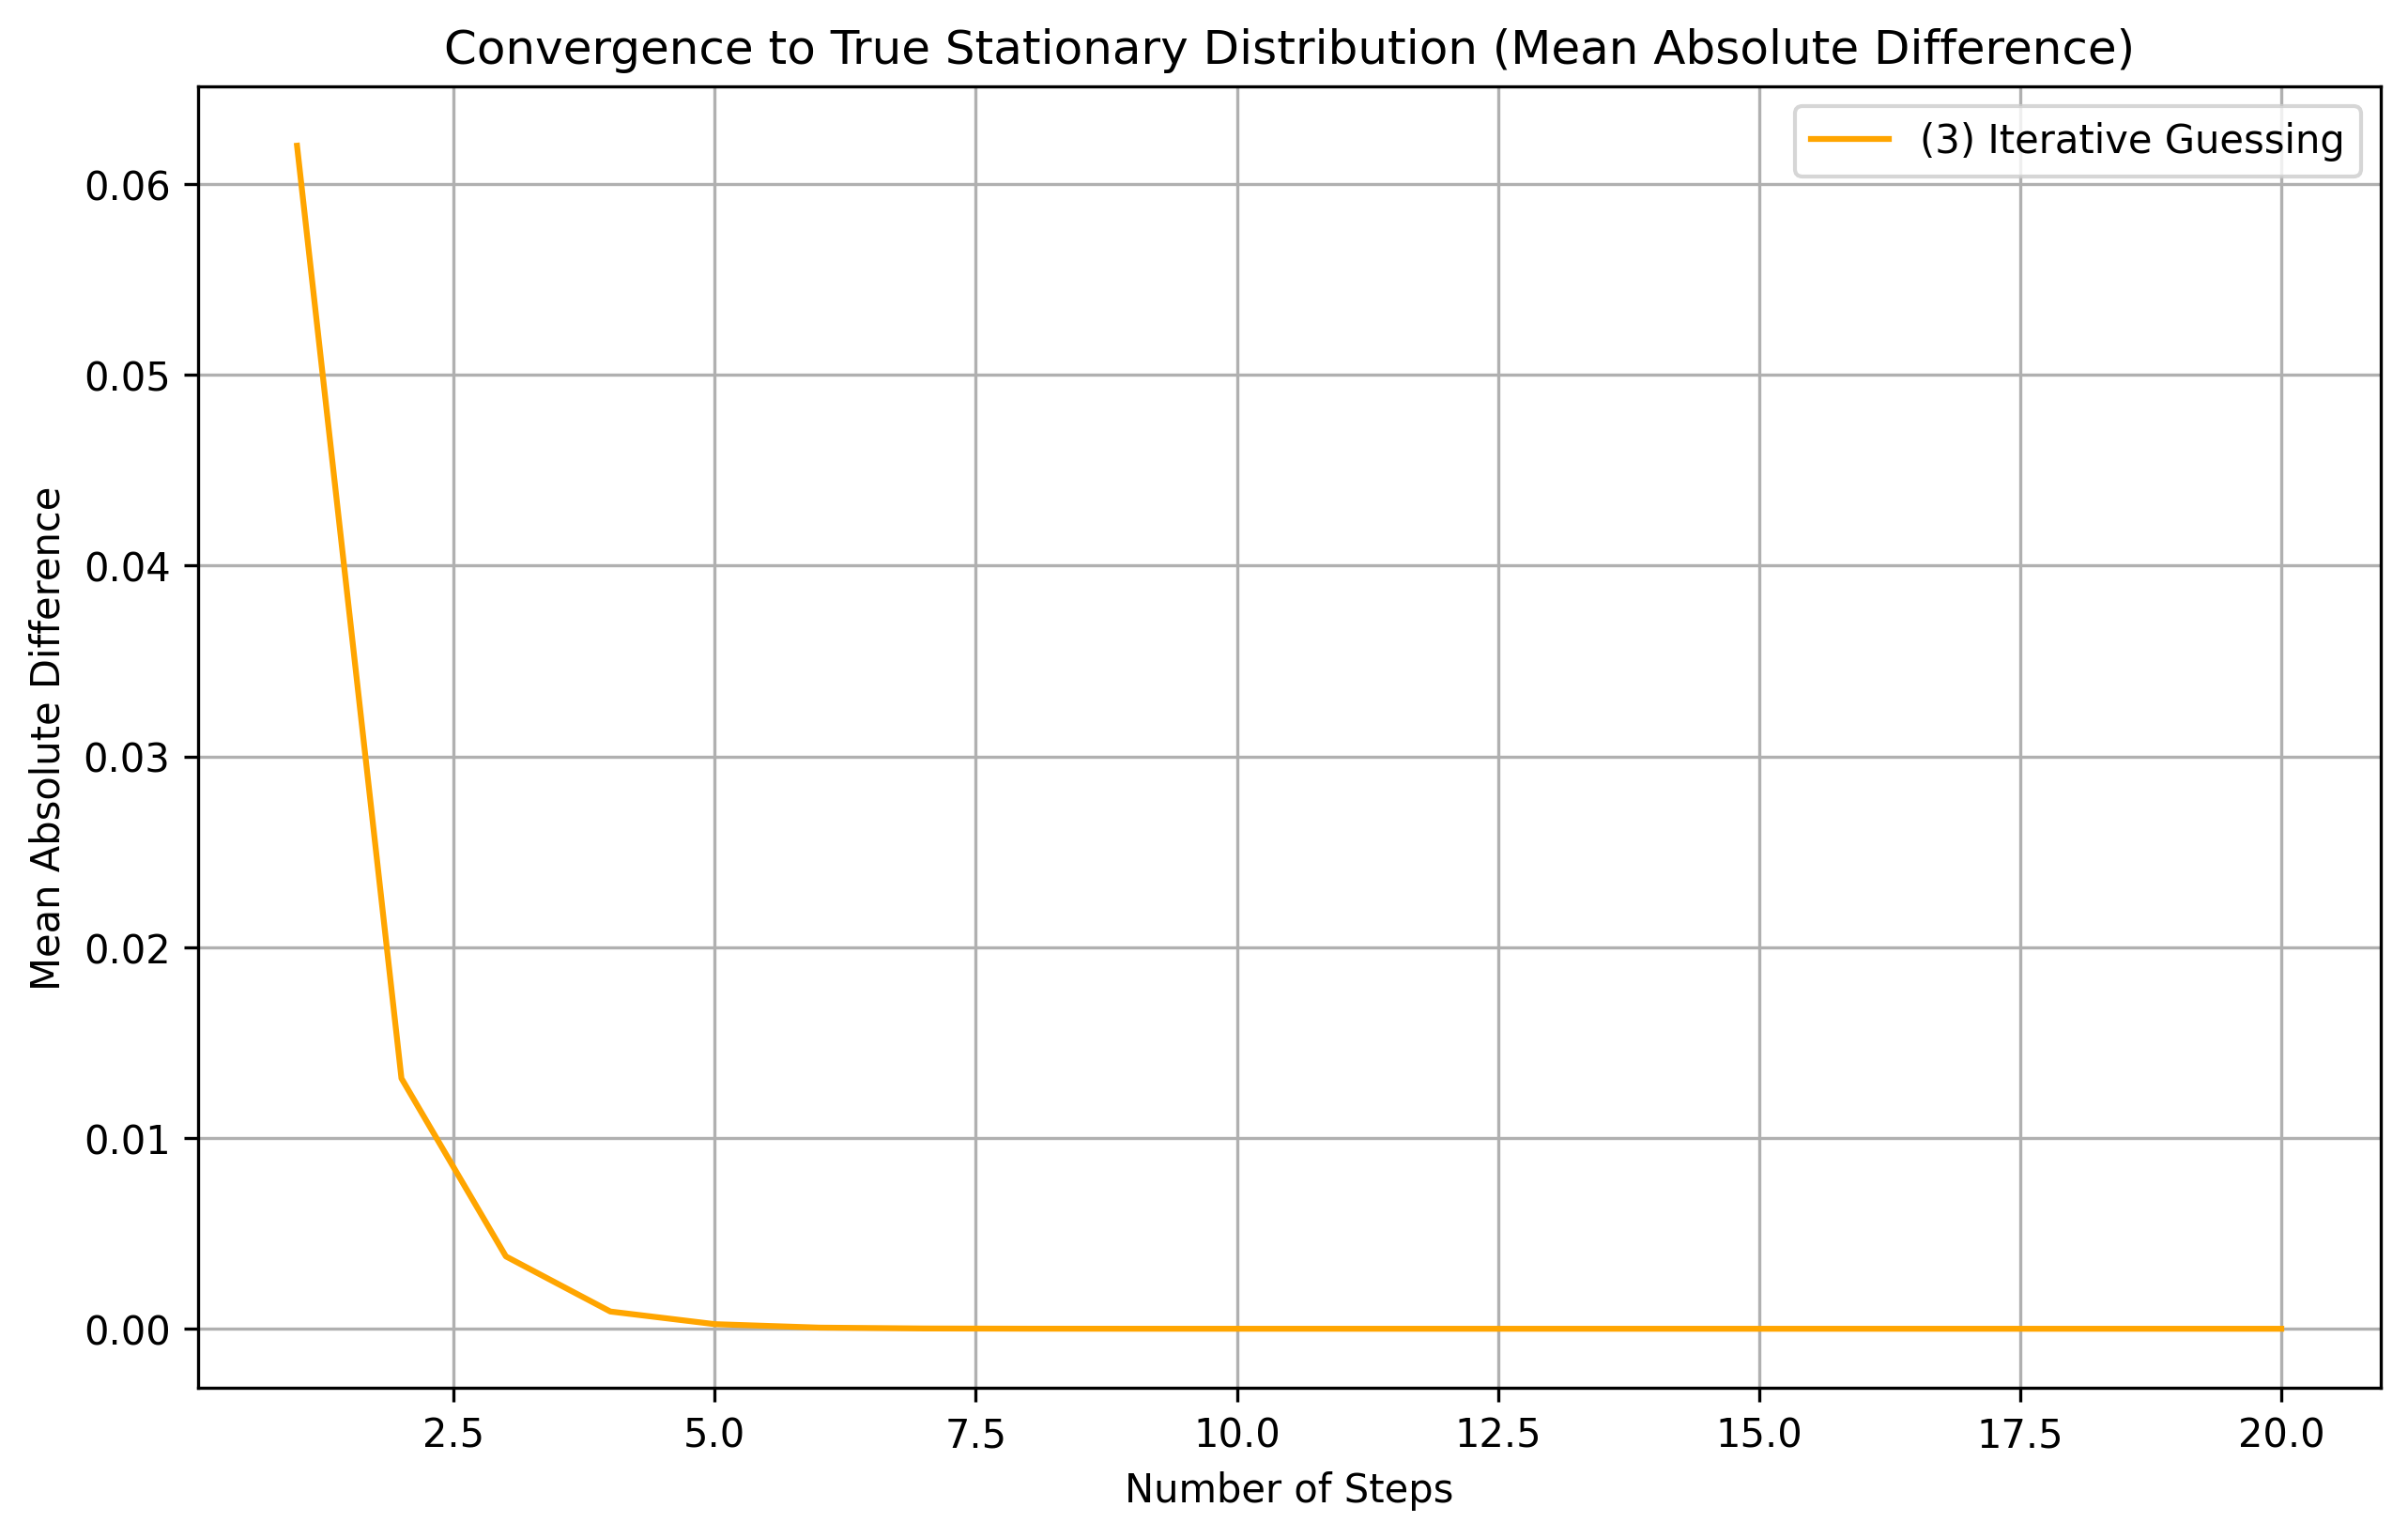 Convergence to True Stationary Distribution (Mean Absolute Difference)
(3) Iterative Guessing
Mean Absolute Difference
0.06
0.05
0.04
0.03
0.02
0.01
0.00
2.5 5.0 7.5 10.0 12.5 15.0 17.5 20.0
Number of Steps